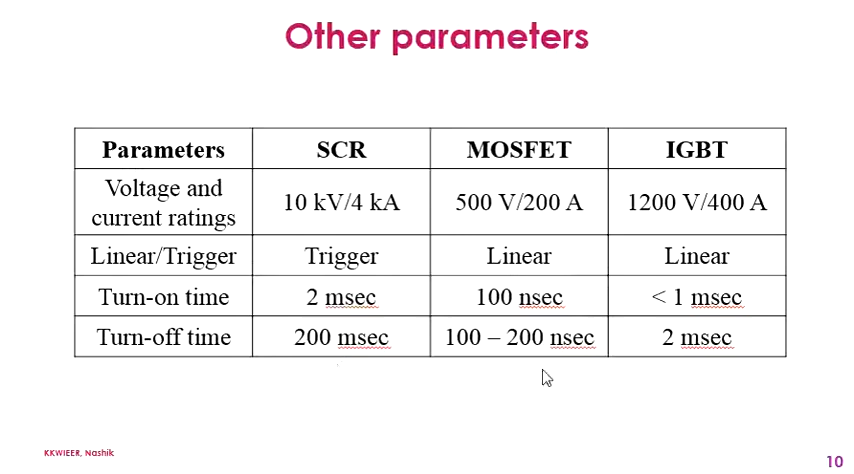 Other parameters
Parameters SCR MOSFET IGBT
Voltage and
current ratings 10 kV/4 kA 500 V/200 A 1200 V/400 A
Linear/Trigger Trigger Linear Linear
Turn-on time 2 msec 100 nsec < 1 msec
Turn-off time 200 msec 100 – 200 nsec 2 msec
KKWIEER, Nashik
10